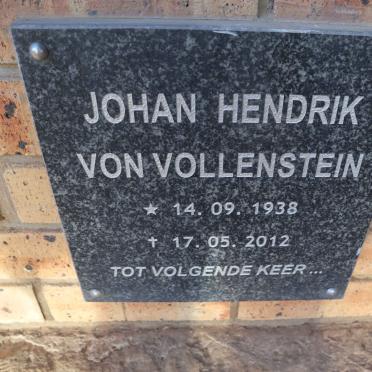 JOHAN HENDRIK
VON VOLLENSTEIN
★ 14. 09. 1938
✝ 17. 05. 2012
TOT VOLGENDE KEER...